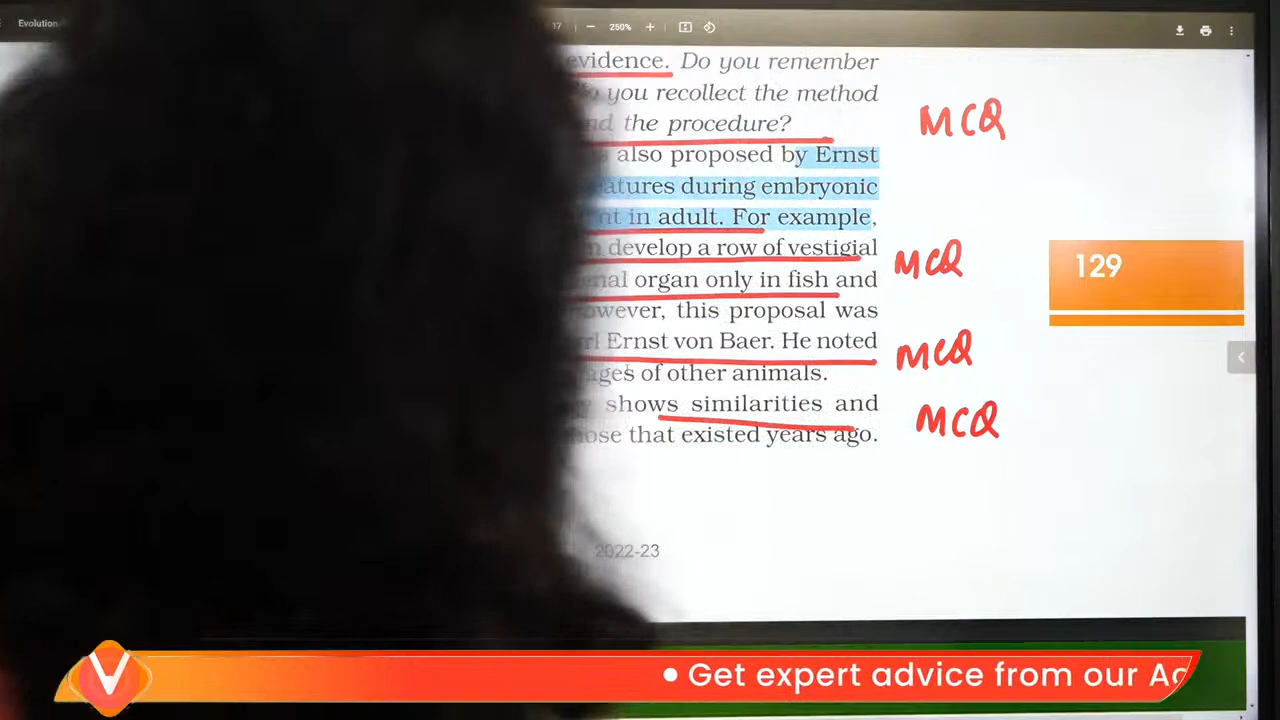 Evolution
17 − 250% +
evidence. Do you remember
you recollect the method
and the procedure?
MCQ
also proposed by Ernst
during embryonic
in adult. For example,
develop a row of vestigial
MCQ
organ only in fish and
this proposal was
Ernst von Baer. He noted
MCQ
of other animals.
shows similarities and
MCQ
that existed years ago.
129
2022-23
V
• Get expert advice from our